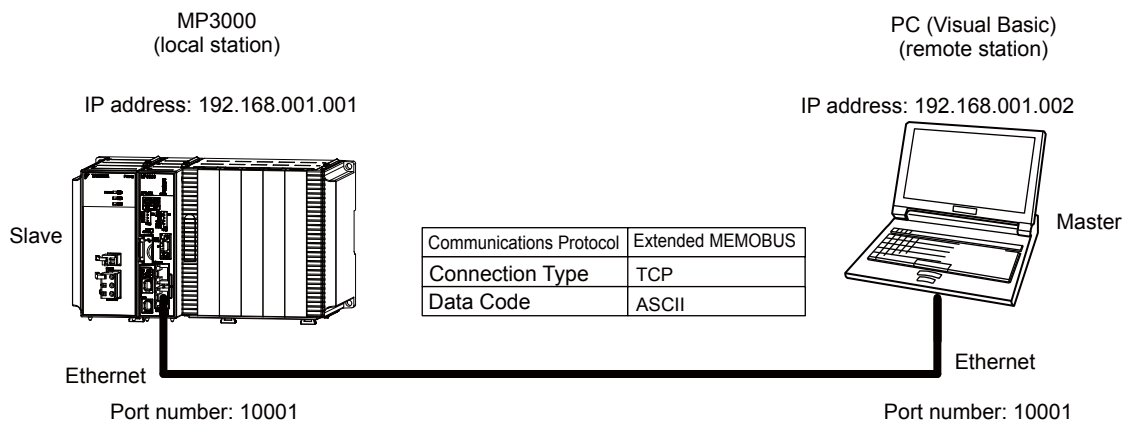 MP3000
(local station)
PC (Visual Basic)
(remote station)
IP address: 192.168.001.001
IP address: 192.168.001.002
Slave
Master
Communications Protocol Extended MEMOBUS
Connection Type TCP
Data Code ASCII
Ethernet
Ethernet
Port number: 10001
Port number: 10001